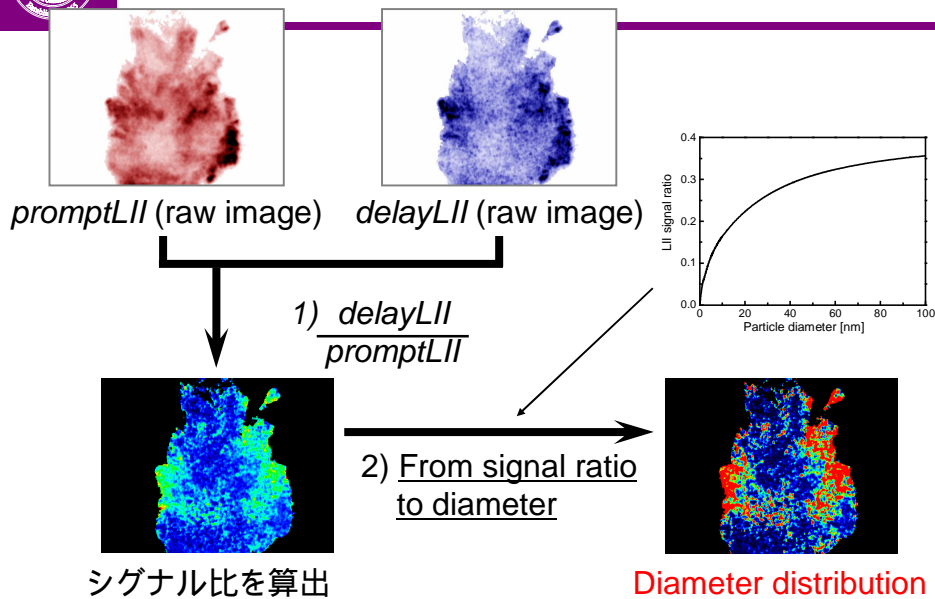 promptLII (raw image)
delayLII (raw image)
0.4
0.3
0.2
0.1
0.0
LII signal ratio
0 20 40 60 80 100
Particle diameter [nm]
1) delayLII
promptLII
2) From signal ratio
to diameter
シグナル比を算出
Diameter distribution